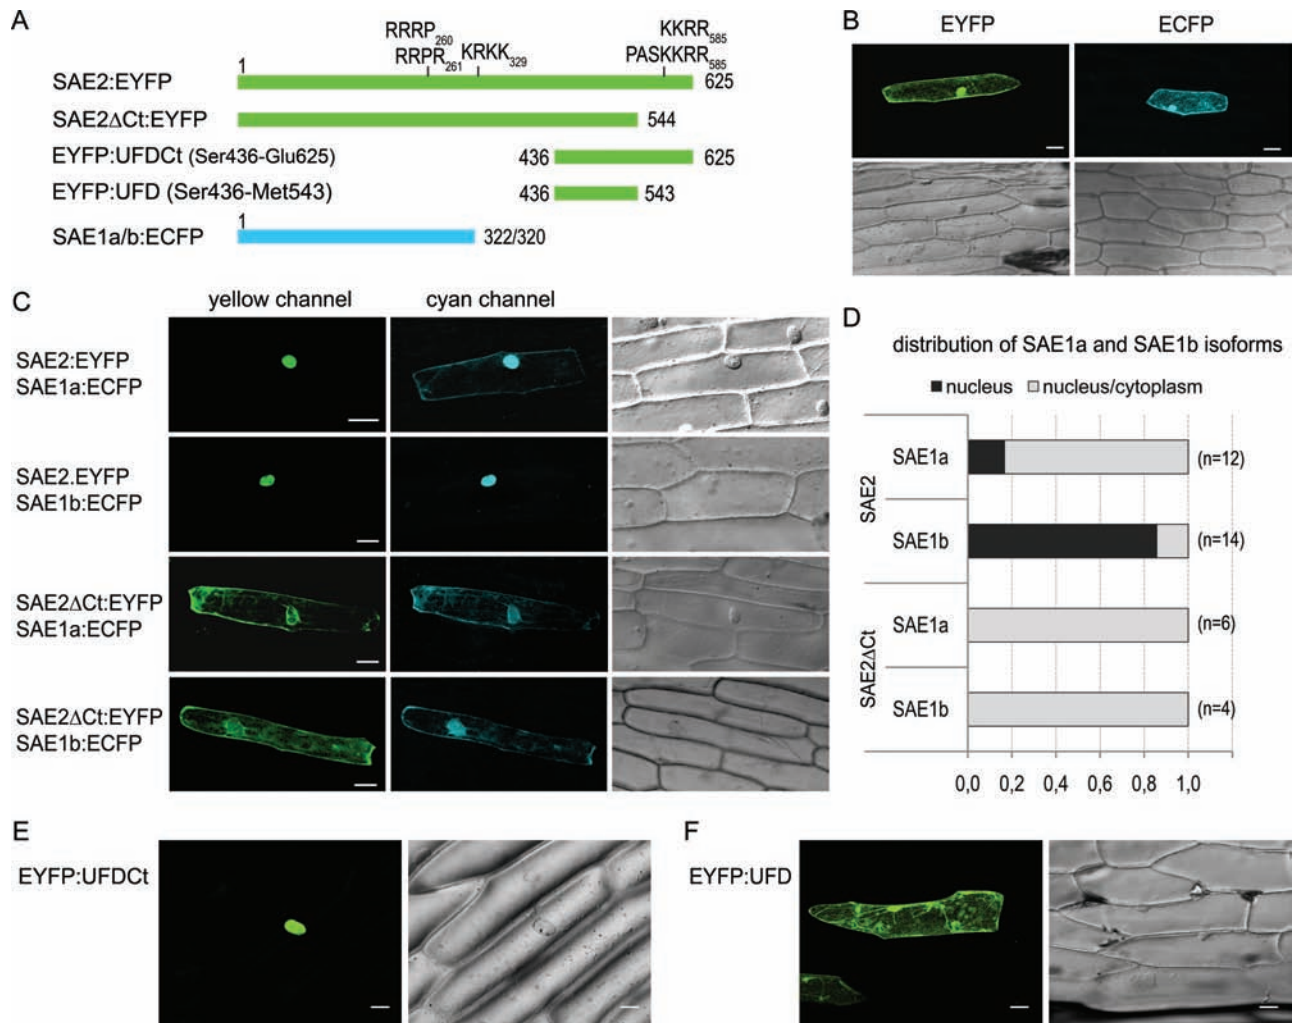 A
RRRP260
RRPR261
KRKK329
KKRR585
PASKKRR585
1
SAE2:EYFP
625
SAE2ΔCt:EYFP
544
EYFP:UFDCt (Ser436-Glu625)
436
625
EYFP:UFD (Ser436-Met543)
436
543
1
SAE1a/b:ECFP
322/320
B
EYFP
ECFP
C
yellow channel
cyan channel
SAE2:EYFP
SAE1a:ECFP
SAE2.EYFP
SAE1b:ECFP
SAE2ΔCt:EYFP
SAE1a:ECFP
SAE2ΔCt:EYFP
SAE1b:ECFP
D
distribution of SAE1a and SAE1b isoforms
nucleus
nucleus/cytoplasm
SAE2
SAE1a
(n=12)
SAE1b
(n=14)
SAE2ΔCt
SAE1a
(n=6)
SAE1b
(n=4)
0,0 0,2 0,4 0,6 0,8 1,0
E
EYFP:UFDCt
F
EYFP:UFD